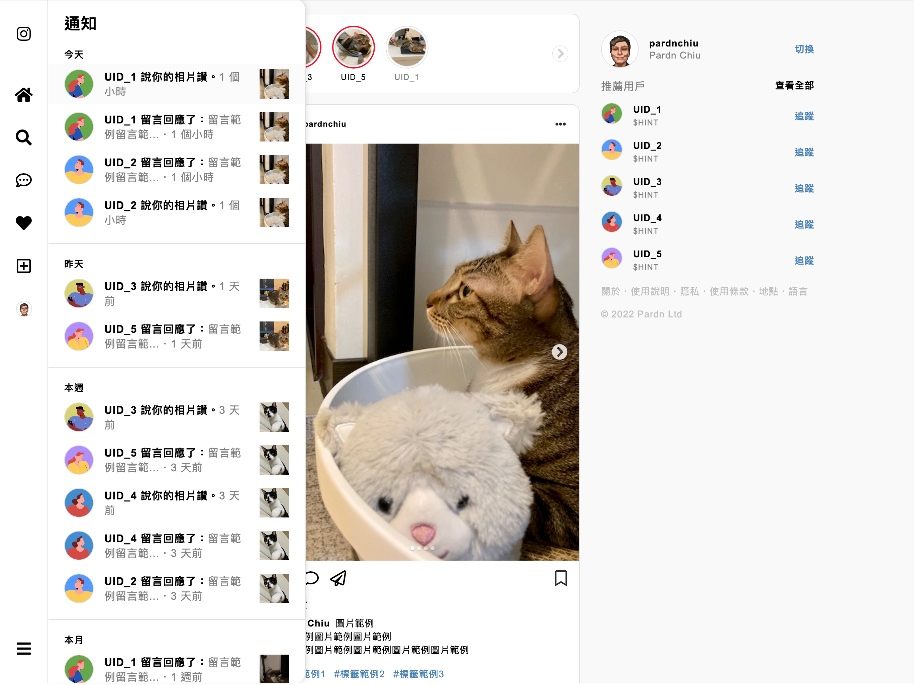 通知
今天
UID_1 說你的相片讚。1 個
小時
UID_1 留言回應了：留言範
例留言範...・1 個小時
UID_2 留言回應了：留言範
例留言範...・1 個小時
UID_2 說你的相片讚。1 個
小時
昨天
UID_3 說你的相片讚。1 天
前
UID_5 留言回應了：留言範
例留言範...・1 天前
本週
UID_3 說你的相片讚。3 天
前
UID_5 留言回應了：留言範
例留言範...・3 天前
UID_4 說你的相片讚。3 天
前
UID_4 留言回應了：留言範
例留言範...・3 天前
UID_2 留言回應了：留言範
例留言範...・3 天前
本月
UID_1 留言回應了：留言範
例留言範...・1 週前
_3
UID_5
UID_1
pardnchiu
Chiu 圖片範例
例圖片範例圖片範例
例圖片範例圖片範例圖片範例圖片範例
範例1 #標籤範例2 #標籤範例3
pardnchiu
Pardn Chiu
切換
推薦用戶
查看全部
UID_1
$HINT
追蹤
UID_2
$HINT
追蹤
UID_3
$HINT
追蹤
UID_4
$HINT
追蹤
UID_5
$HINT
追蹤
關於・使用說明・隱私・使用條款・地點・語言
© 2022 Pardn Ltd